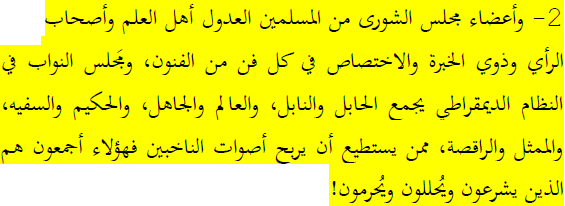 2- وأعضاء مجلس الشورى من المسلمين العدول أهل العلم وأصحاب
الرأي وذوي الخبرة والاختصاص في كل فن من الفنون، ومجَلس النواب في
النظام الديمقراطي يجمع الحابل والنابل، والعالم والجاهل، والحكيم والسفيه،
والممثل والراقصة، ممن يستطيع أن يربح أصوات الناخبين فهؤلاء أجمعون هم
الذين يشرعون ويُحللون ويُحرمون!